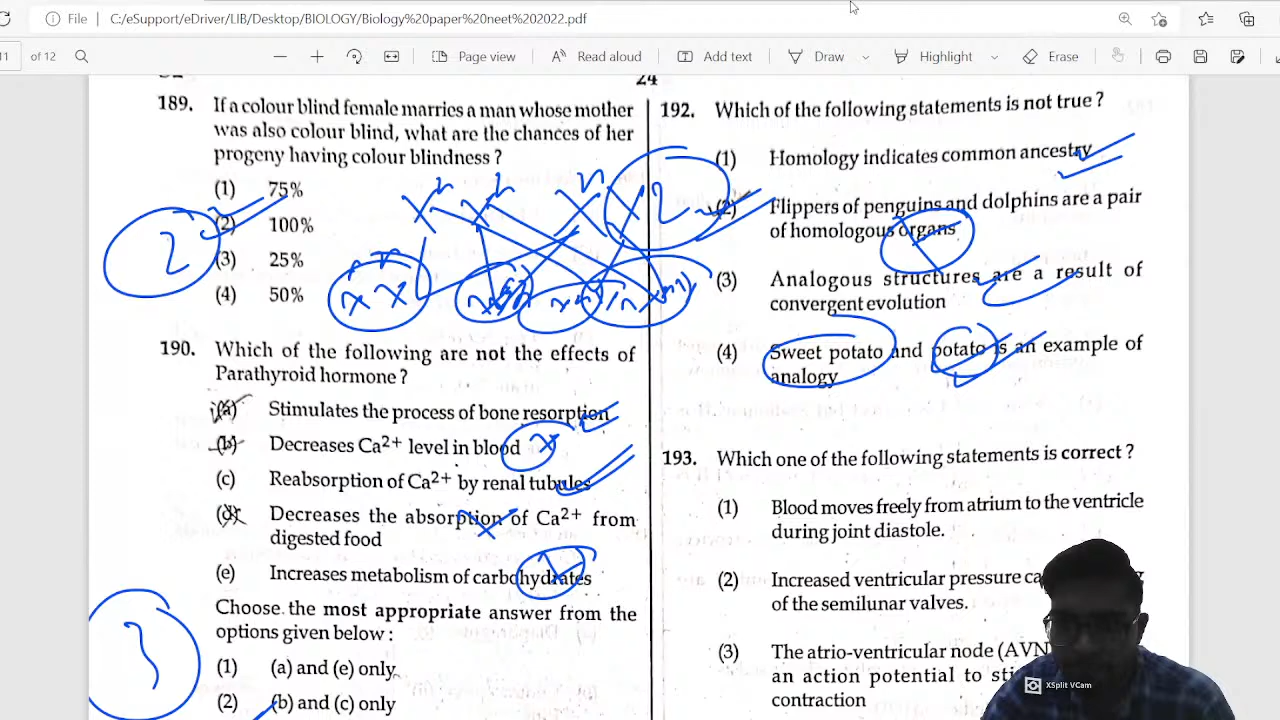 File
C:/eSupport/eDriver/LIB/Desktop/BIOLOGY/Biology%20paper%20neet%202022.pdf
of 12
Page view
Read aloud
Add text
Draw
Highlight
Erase
24
189. If a colour blind female marries a man whose mother
was also colour blind, what are the chances of her
progeny having colour blindness ?
(1) 75%
(2) 100%
(3) 25%
(4) 50%
2
190. Which of the following are not the effects of
Parathyroid hormone ?
(a) Stimulates the process of bone resorption
(b) Decreases Ca2+ level in blood
(c) Reabsorption of Ca2+ by renal tubules
(d) Decreases the absorption of Ca2+ from
digested food
(e) Increases metabolism of carbohydrates
Choose the most appropriate answer from the
options given below :
(1) (a) and (e) only
(2) (b) and (c) only
3
192. Which of the following statements is not true ?
(1) Homology indicates common ancestry
(2) Flippers of penguins and dolphins are a pair
of homologous organs
2
(3) Analogous structures are a result of
convergent evolution
(4) Sweet potato and potato is an example of
analogy
193. Which one of the following statements is correct ?
(1) Blood moves freely from atrium to the ventricle
during joint diastole.
(2) Increased ventricular pressure
of the semilunar valves.
(3) The atrio-ventricular node (AVN
an action potential to
contraction
XSplit VCam